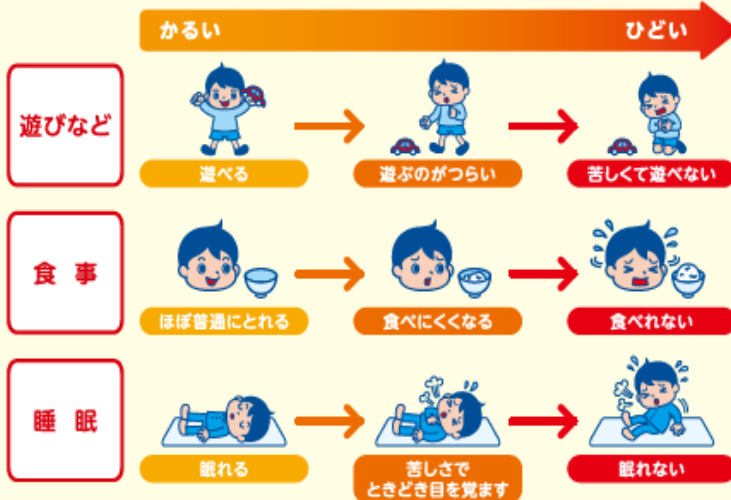 かるい
ひどい
遊びなど
遊べる
遊ぶのがつらい
苦しくて遊べない
食事
ほぼ普通にとれる
食べにくくなる
食べれない
睡眠
眠れる
苦しさで
ときどき目を覚ます
眠れない